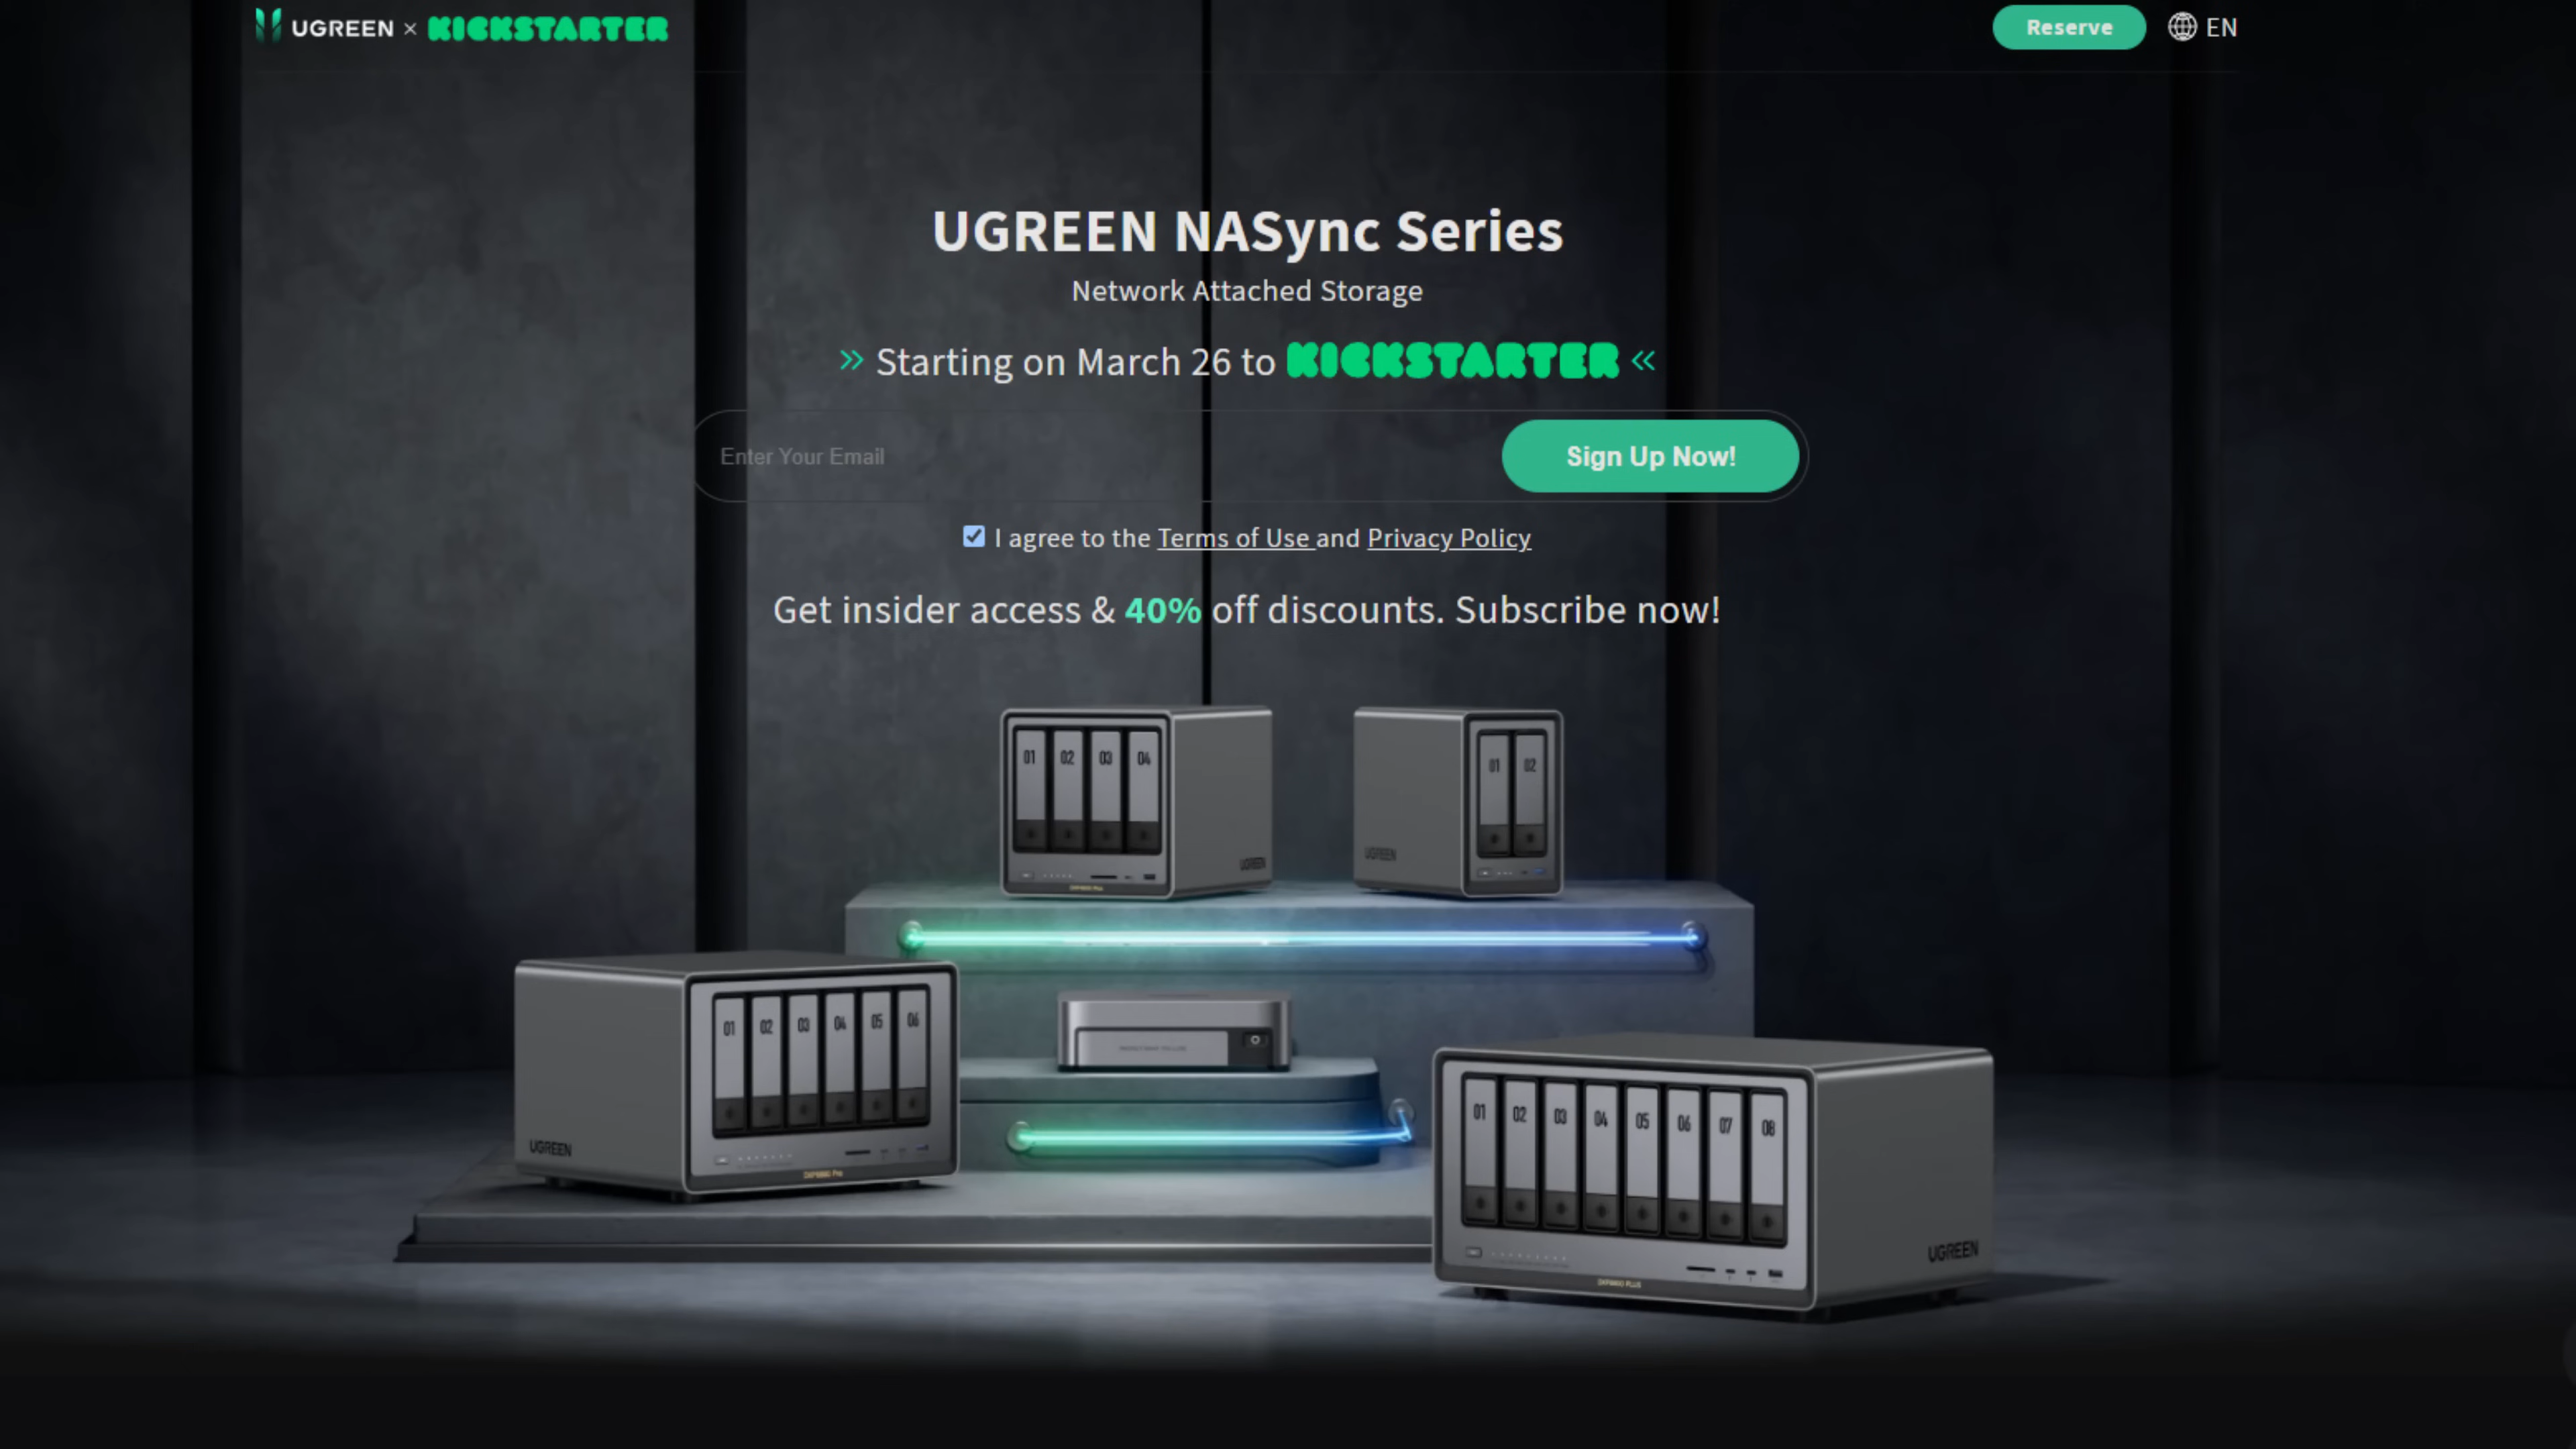 UGREEN × KICKSTARTER
Reserve
EN
UGREEN NASync Series
Network Attached Storage
» Starting on March 26 to KICKSTARTER «
Enter Your Email
Sign Up Now!
I agree to the Terms of Use and Privacy Policy
Get insider access & 40% off discounts. Subscribe now!
01 02 03 04
UGREEN
01 02
UGREEN
01 02 03 04 05 06
UGREEN
01 02 03 04 05 06 07 08
UGREEN